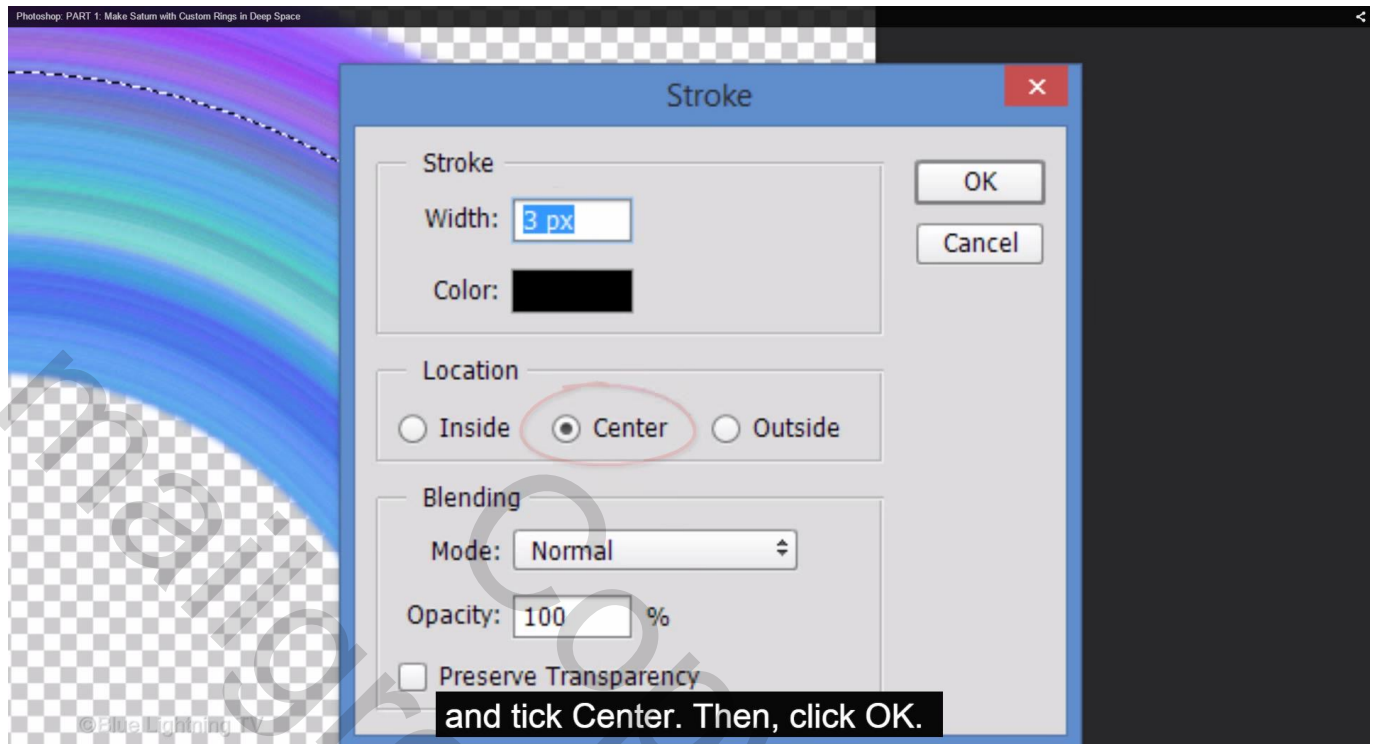 Photoshop: PART 1: Make Saturn with Custom Rings in Deep Space
Stroke
Stroke
Width: 3 px
Color:
OK
Cancel
Location
Inside Center Outside
Blending
Mode: Normal
Opacity: 100 %
Preserve Transparency
and tick Center. Then, click OK.
©Blue Lightning TV